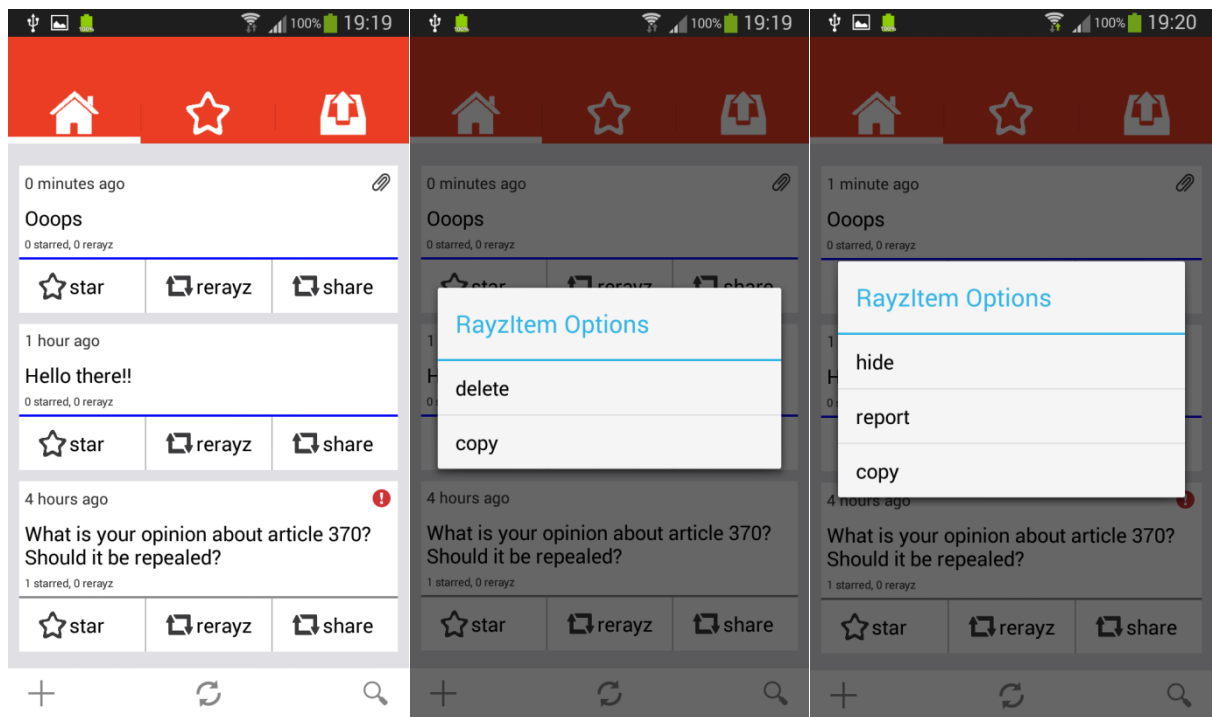 100% 19:19
0 minutes ago
Ooops
0 starred, 0 rerayz
star rerayz share
1 hour ago
Hello there!!
0 starred, 0 rerayz
star rerayz share
4 hours ago
What is your opinion about article 370?
Should it be repealed?
1 starred, 0 rerayz
star rerayz share
100% 19:19
0 minutes ago
Ooops
0 starred, 0 rerayz
star rerayz share
RayzItem Options
delete
copy
4 hours ago
What is your opinion about article 370?
Should it be repealed?
1 starred, 0 rerayz
star rerayz share
100% 19:20
1 minute ago
Ooops
0 starred, 0 rerayz
RayzItem Options
hide
report
copy
4 hours ago
What is your opinion about article 370?
Should it be repealed?
1 starred, 0 rerayz
star rerayz share